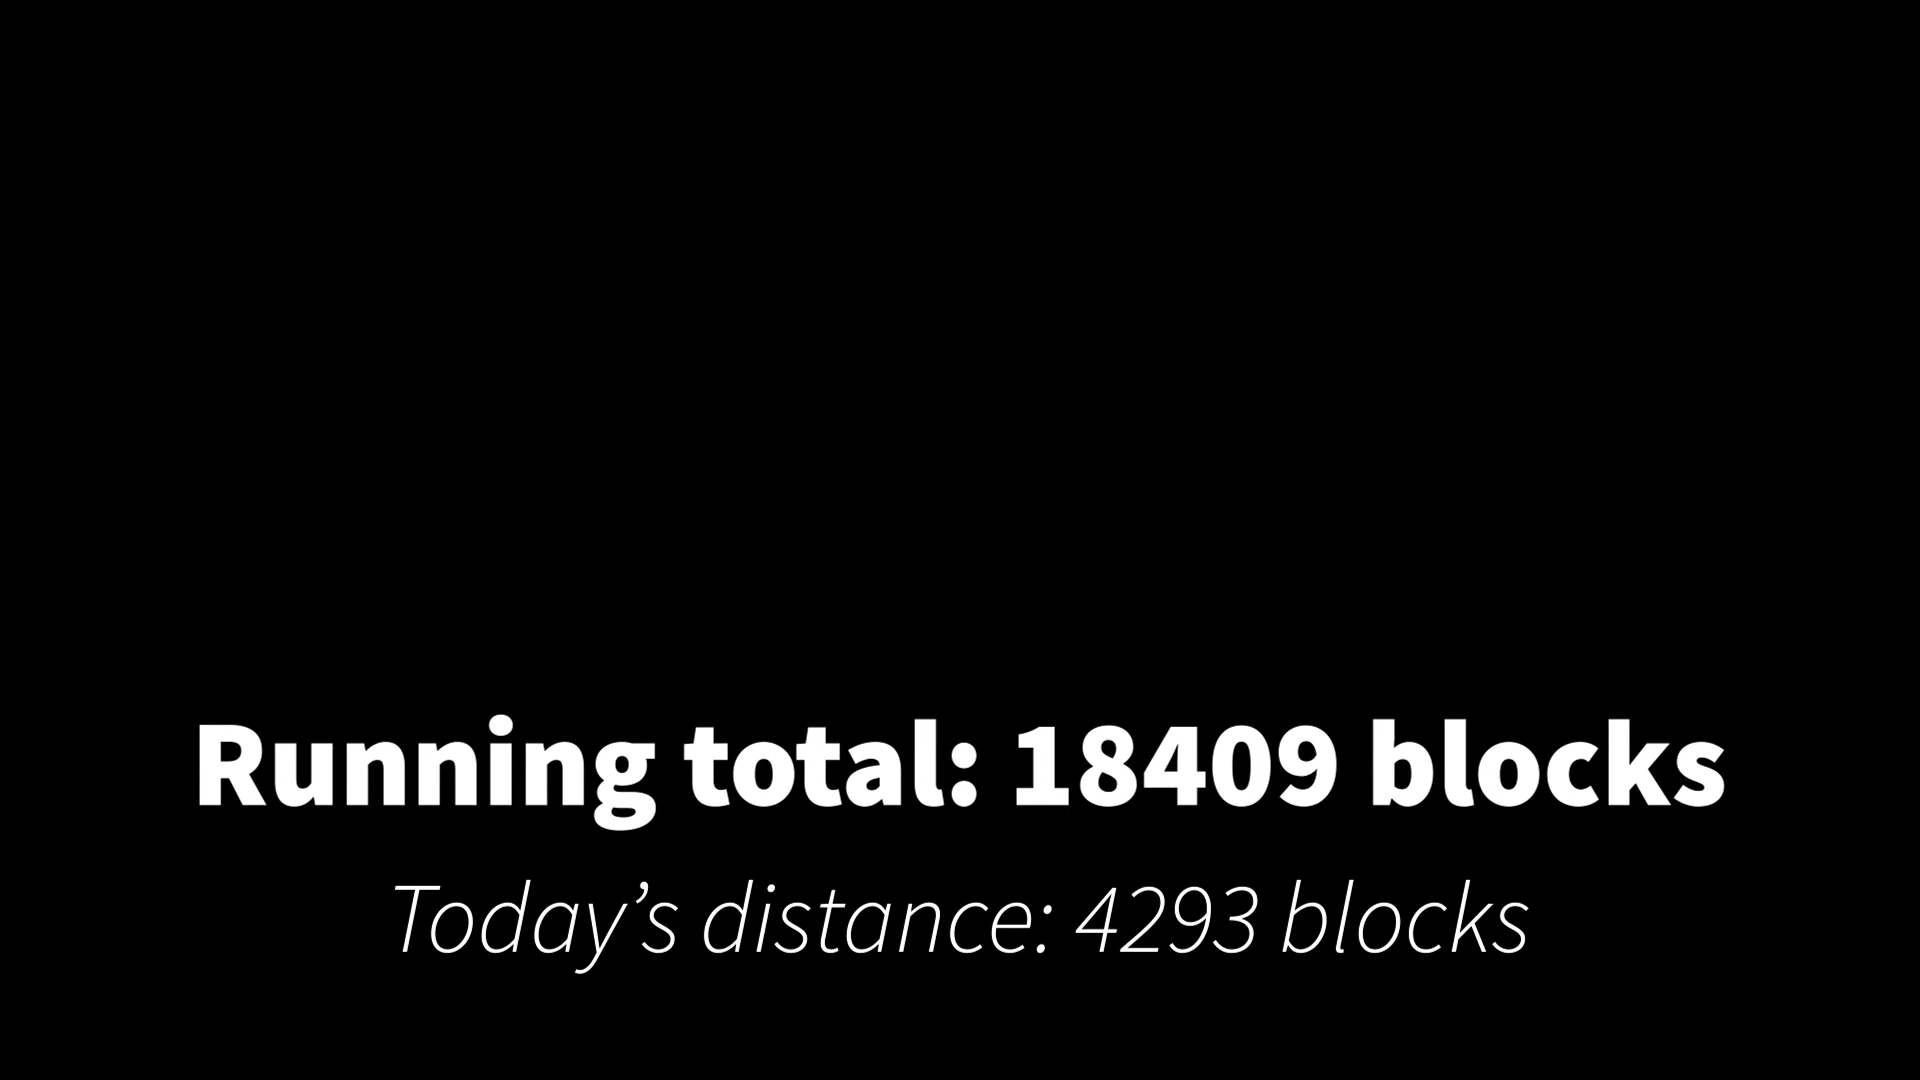 Running total: 18409 blocks
Today’s distance: 4293 blocks